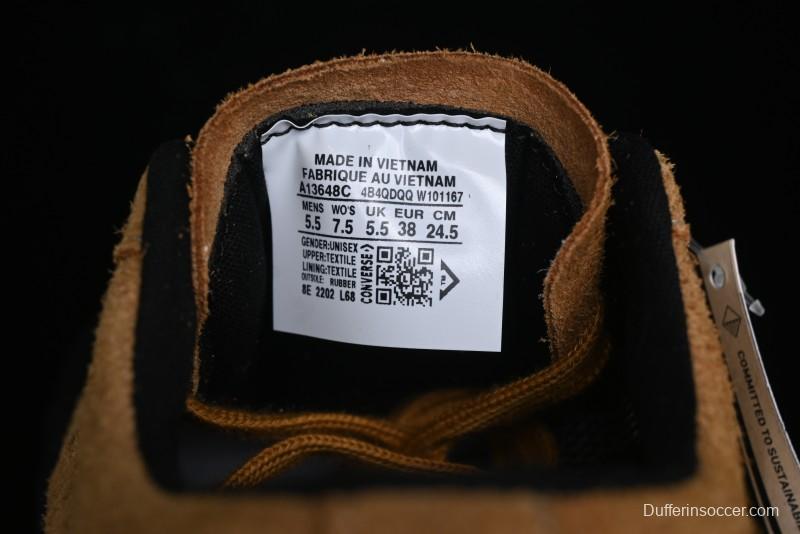 MADE IN VIETNAM
FABRIQUE AU VIETNAM
A13648C 4B4QDQQ W101167
MENS WO'S UK EUR CM
5.5 7.5 5.5 38 24.5
GENDER:UNISEX
UPPER:TEXTILE
LINING:TEXTILE
OUTSOLE: RUBBER
8E 2202 L68
CONVERSE
COMMITTED TO SUSTAINAB
Dufferinsoccer.com